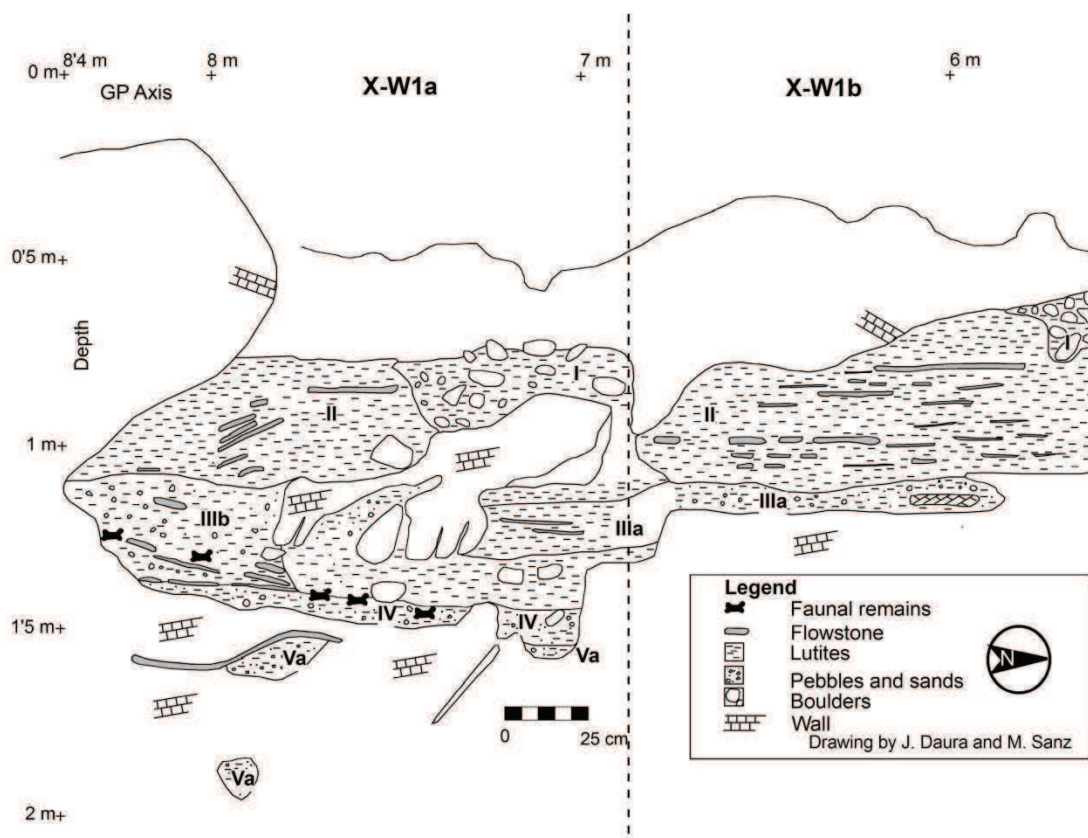 8'4 m 8 m 7 m 6 m
0 m
GP Axis X-W1a X-W1b
0'5 m
Depth
I I
II II
1 m
IIIb IIIa IIIa
1'5 m
IV IV
Va Va
Va
2 m
0 25 cm
Legend
Faunal remains
Flowstone
Lutites
Pebbles and sands
Boulders
Wall
N
Drawing by J. Daura and M. Sanz